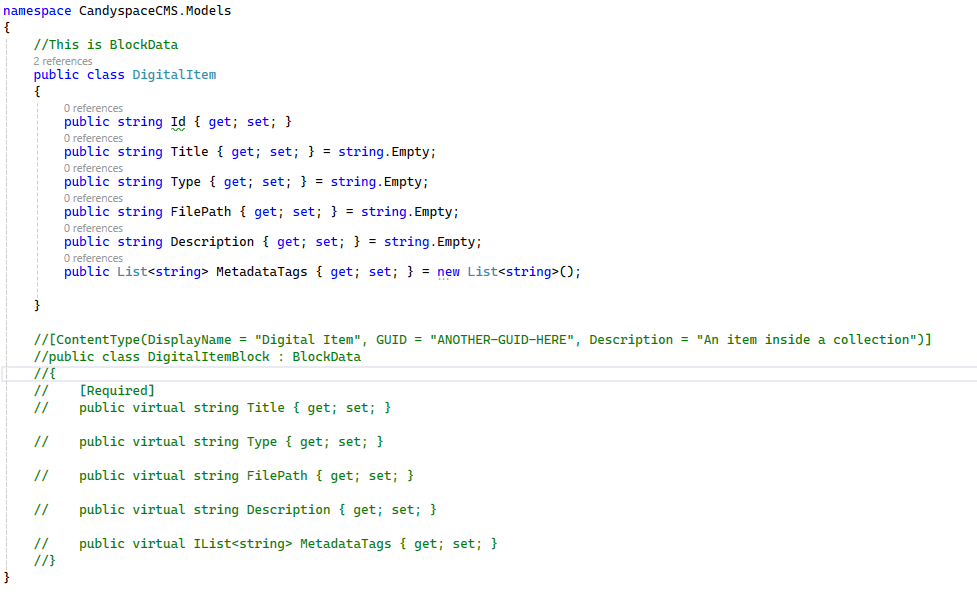 namespace CandyspaceCMS.Models
{
//This is BlockData
2 references
public class DigitalItem
{
0 references
public string Id { get; set; }
0 references
public string Title { get; set; } = string.Empty;
0 references
public string Type { get; set; } = string.Empty;
0 references
public string FilePath { get; set; } = string.Empty;
0 references
public string Description { get; set; } = string.Empty;
0 references
public List<string> MetadataTags { get; set; } = new List<string>();
}
//[ContentType(DisplayName = "Digital Item", GUID = "ANOTHER-GUID-HERE", Description = "An item inside a collection")]
//public class DigitalItemBlock : BlockData
//{
//    [Required]
//    public virtual string Title { get; set; }
//    public virtual string Type { get; set; }
//    public virtual string FilePath { get; set; }
//    public virtual string Description { get; set; }
//    public virtual IList<string> MetadataTags { get; set; }
//}
}